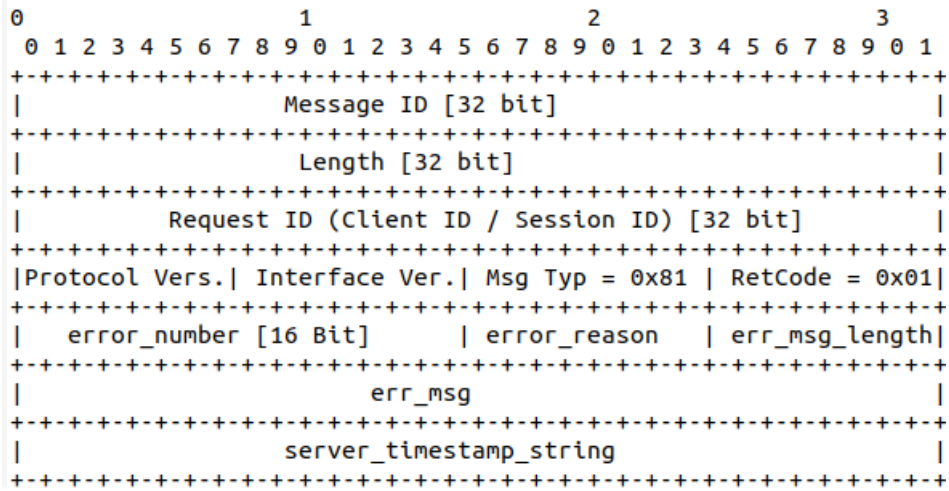 0                   1                   2                   3
 0 1 2 3 4 5 6 7 8 9 0 1 2 3 4 5 6 7 8 9 0 1 2 3 4 5 6 7 8 9 0 1
+-+-+-+-+-+-+-+-+-+-+-+-+-+-+-+-+-+-+-+-+-+-+-+-+-+-+-+-+-+-+-+-+
|                  Message ID [32 bit]                          |
+-+-+-+-+-+-+-+-+-+-+-+-+-+-+-+-+-+-+-+-+-+-+-+-+-+-+-+-+-+-+-+-+
|                   Length [32 bit]                             |
+-+-+-+-+-+-+-+-+-+-+-+-+-+-+-+-+-+-+-+-+-+-+-+-+-+-+-+-+-+-+-+-+
|          Request ID (Client ID / Session ID) [32 bit]         |
+-+-+-+-+-+-+-+-+-+-+-+-+-+-+-+-+-+-+-+-+-+-+-+-+-+-+-+-+-+-+-+-+
|Protocol Vers.| Interface Ver.| Msg Typ = 0x81 | RetCode = 0x01|
+-+-+-+-+-+-+-+-+-+-+-+-+-+-+-+-+-+-+-+-+-+-+-+-+-+-+-+-+-+-+-+-+
|   error_number [16 Bit]      | error_reason   | err_msg_length|
+-+-+-+-+-+-+-+-+-+-+-+-+-+-+-+-+-+-+-+-+-+-+-+-+-+-+-+-+-+-+-+-+
|                        err_msg                                |
+-+-+-+-+-+-+-+-+-+-+-+-+-+-+-+-+-+-+-+-+-+-+-+-+-+-+-+-+-+-+-+-+
|                  server_timestamp_string                      |
+-+-+-+-+-+-+-+-+-+-+-+-+-+-+-+-+-+-+-+-+-+-+-+-+-+-+-+-+-+-+-+-+